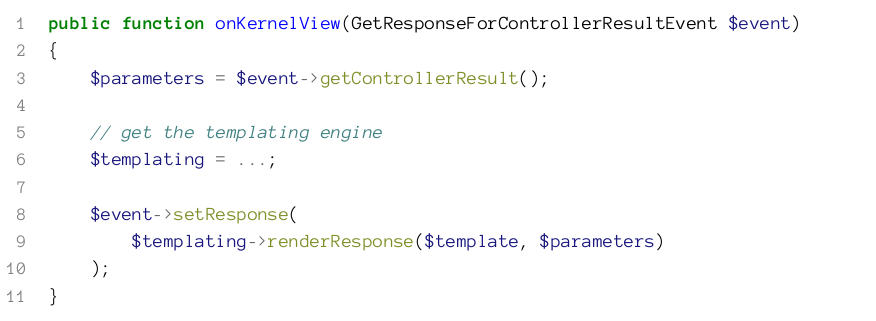 1 public function onKernelView(GetResponseForControllerResultEvent $event)
2 {
3     $parameters = $event->getControllerResult();
4
5     // get the templating engine
6     $templating = ...;
7
8     $event->setResponse(
9         $templating->renderResponse($template, $parameters)
10     );
11 }